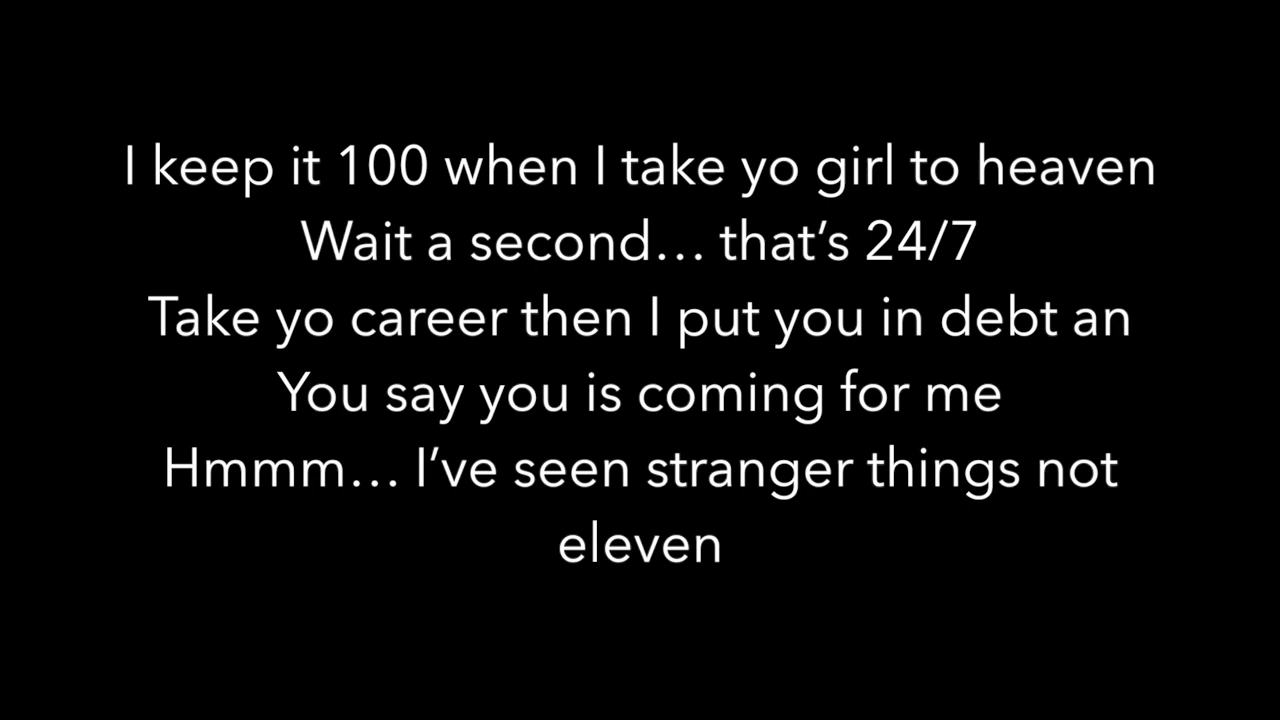 I keep it 100 when I take yo girl to heaven
Wait a second... that’s 24/7
Take yo career then I put you in debt an
You say you is coming for me
Hmmm... I’ve seen stranger things not
eleven